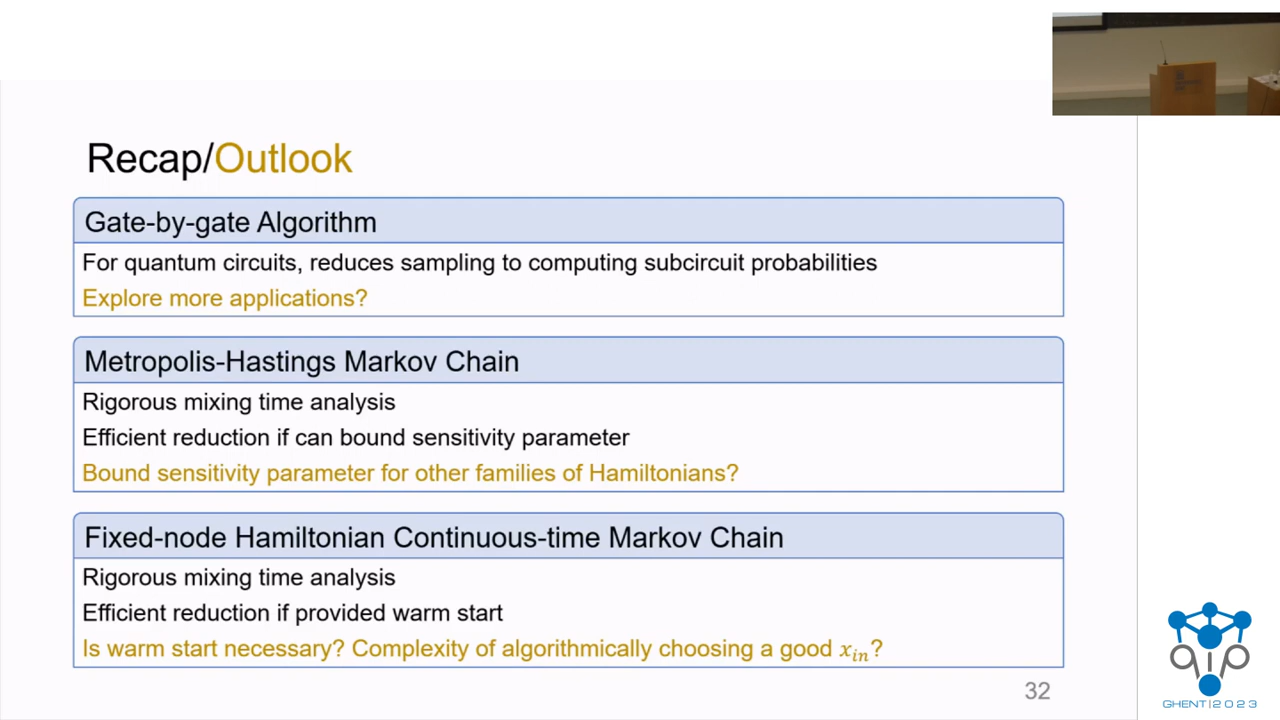 Recap/Outlook
Gate-by-gate Algorithm
For quantum circuits, reduces sampling to computing subcircuit probabilities
Explore more applications?
Metropolis-Hastings Markov Chain
Rigorous mixing time analysis
Efficient reduction if can bound sensitivity parameter
Bound sensitivity parameter for other families of Hamiltonians?
Fixed-node Hamiltonian Continuous-time Markov Chain
Rigorous mixing time analysis
Efficient reduction if provided warm start
Is warm start necessary? Complexity of algorithmically choosing a good $x_{in}$?
32
qip
GHENT|2023